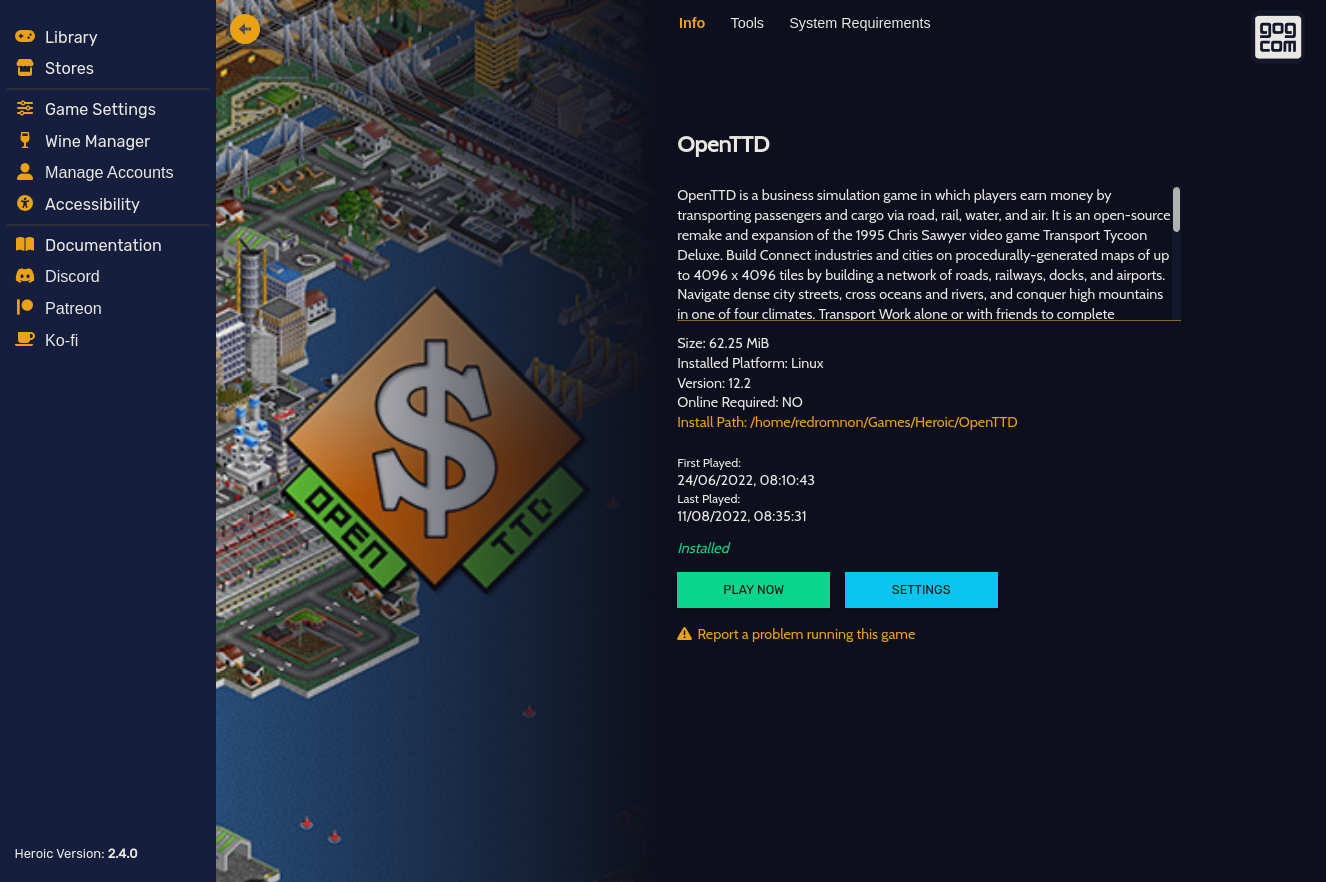 Library
Stores
Game Settings
Wine Manager
Manage Accounts
Accessibility
Documentation
Discord
Patreon
Ko-fi
Heroic Version: 2.4.0
OPEN
TTD
Info Tools System Requirements
gog
com
OpenTTD
OpenTTD is a business simulation game in which players earn money by
transporting passengers and cargo via road, rail, water, and air. It is an open-source
remake and expansion of the 1995 Chris Sawyer video game Transport Tycoon
Deluxe. Build Connect industries and cities on procedurally-generated maps of up
to 4096 x 4096 tiles by building a network of roads, railways, docks, and airports.
Navigate dense city streets, cross oceans and rivers, and conquer high mountains
in one of four climates. Transport Work alone or with friends to complete
Size: 62.25 MiB
Installed Platform: Linux
Version: 12.2
Online Required: NO
Install Path: /home/redromnon/Games/Heroic/OpenTTD
First Played:
24/06/2022, 08:10:43
Last Played:
11/08/2022, 08:35:31
Installed
PLAY NOW SETTINGS
Report a problem running this game